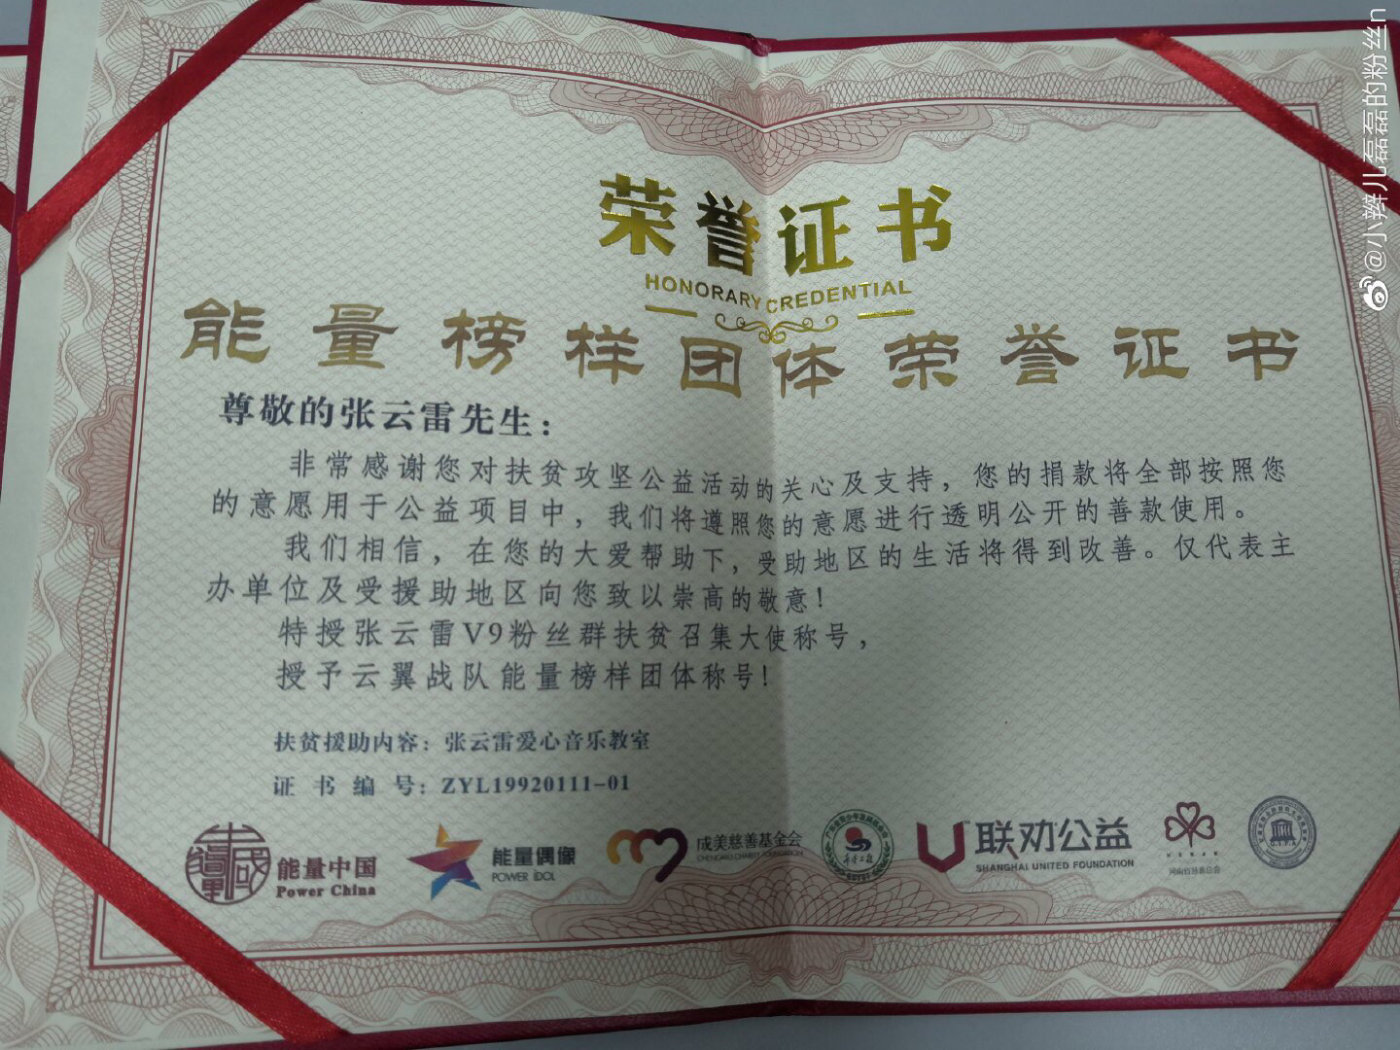 荣誉证书
HONORARY CREDENTIAL
能量榜样团体荣誉证书
尊敬的张云雷先生：
非常感谢您对扶贫攻坚公益活动的关心及支持，您的捐款将全部按照您
的意愿用于公益项目中，我们将遵照您的意愿进行透明公开的善款使用。
我们相信，在您的大爱帮助下，受助地区的生活将得到改善。仅代表主
办单位及受援助地区向您致以崇高的敬意！
特授张云雷V9粉丝群扶贫召集大使称号，
授予云翼战队能量榜样团体称号！
扶贫援助内容：张云雷爱心音乐教室
证书编号：ZYL19920111-01
能量中国
Power China
能量偶像
POWER IDOL
成美慈善基金会
CHENGMEI CHARITY FOUNDATION
联劝公益
SHANGHAI UNITED FOUNDATION
@小辫儿磊磊的粉丝n